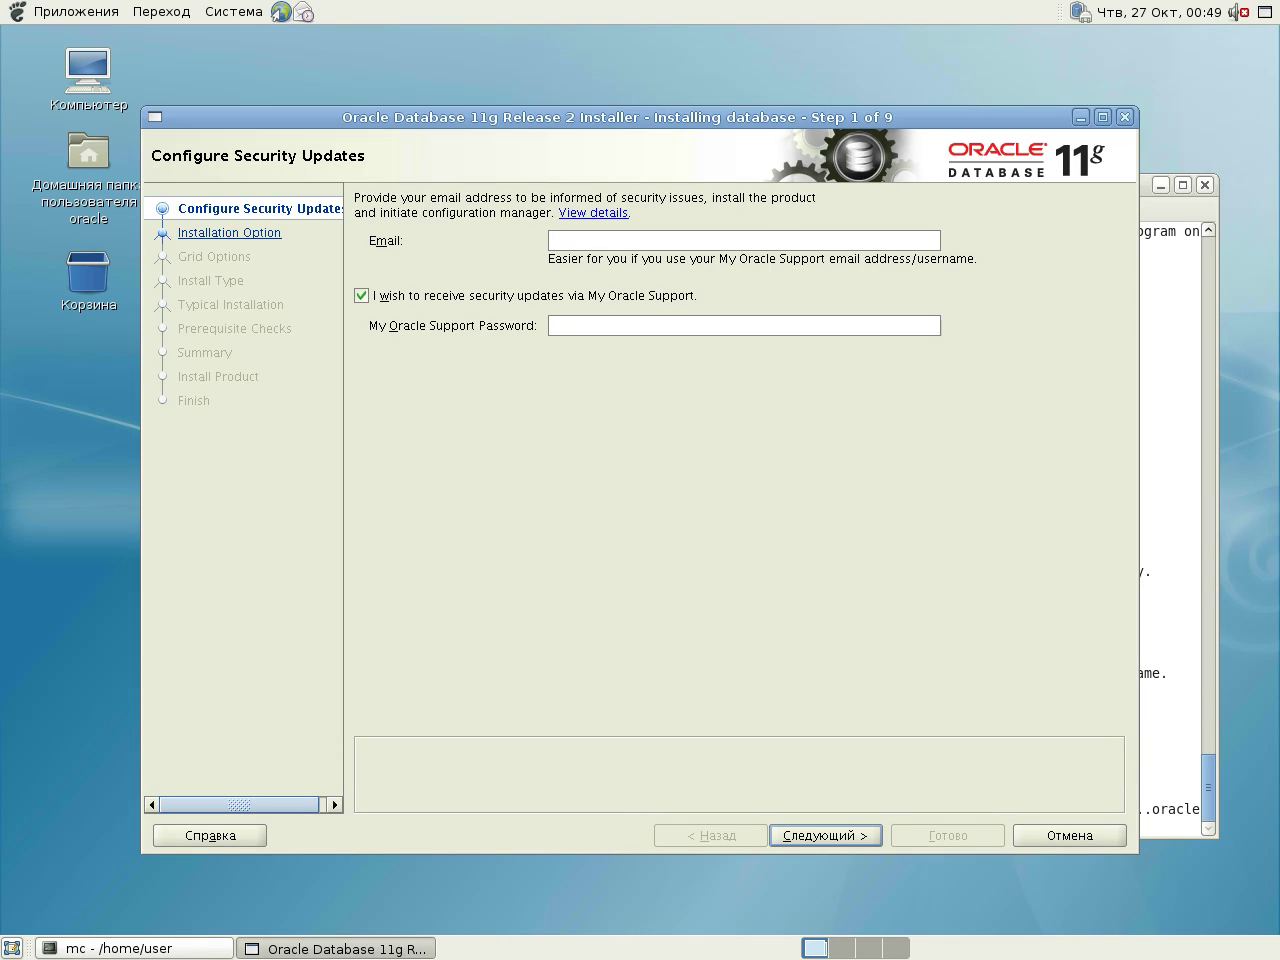 Приложения Переход Система
Чтв, 27 Окт, 00:49
Компьютер
Домашняя папк
пользователя
oracle
Корзина
Oracle Database 11g Release 2 Installer - Installing database - Step 1 of 9
Configure Security Updates
ORACLE
DATABASE
11g
Configure Security Update
Installation Option
Grid Options
Install Type
Typical Installation
Prerequisite Checks
Summary
Install Product
Finish
Provide your email address to be informed of security issues, install the product
and initiate configuration manager. View details.
Email:
Easier for you if you use your My Oracle Support email address/username.
I wish to receive security updates via My Oracle Support.
My Oracle Support Password:
ogram on
y.
ame.
..oracle
Справка
< Назад
Следующий >
Готово
Отмена
mc - /home/user
Oracle Database 11g R...